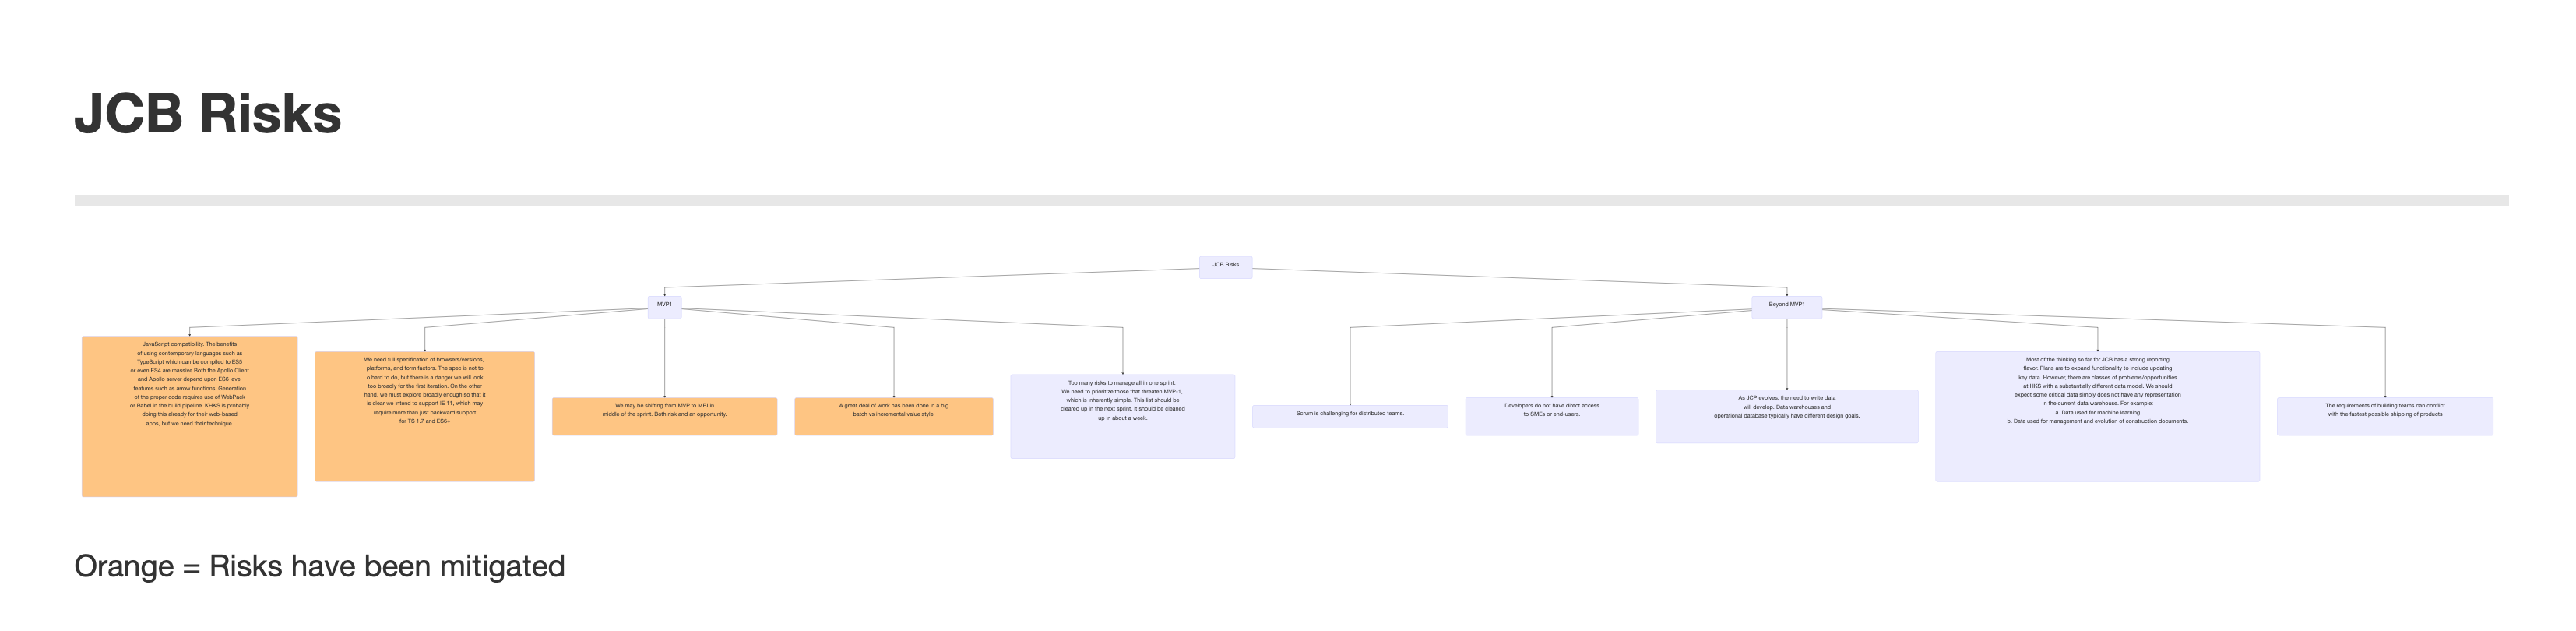 JCB Risks
JCB Risks
MVP1
Beyond MVP1
JavaScript compatibility. The benefits
of using contemporary languages such as
TypeScript which can be compiled to ES5
or even ES4 are massive.Both the Apollo Client
and Apollo server depend upon ES6 level
features such as arrow functions. Generation
of the proper code requires use of WebPack
or Babel in the build pipeline. KHKS is probably
doing this already for their web-based
apps, but we need their technique.
We need full specification of browsers/versions,
platforms, and form factors. The spec is not to
o hard to do, but there is a danger we will look
too broadly for the first iteration. On the other
hand, we must explore broadly enough so that it
is clear we intend to support IE 11, which may
require more than just backward support
for TS 1.7 and ES6+
We may be shifting from MVP to MBI in
middle of the sprint. Both risk and an opportunity.
A great deal of work has been done in a big
batch vs incremental value style.
Too many risks to manage all in one sprint.
We need to prioritize those that threaten MVP-1,
which is inherently simple. This list should be
cleared up in the next sprint. It should be cleaned
up in about a week.
Scrum is challenging for distributed teams.
Developers do not have direct access
to SMEs or end-users.
As JCP evolves, the need to write data
will develop. Data warehouses and
operational database typically have different design goals.
Most of the thinking so far for JCB has a strong reporting
flavor. Plans are to expand functionality to include updating
key data. However, there are classes of problems/opportunities
at HKS with a substantially different data model. We should
expect some critical data simply does not have any representation
in the current data warehouse. For example:
a. Data used for machine learning
b. Data used for management and evolution of construction documents.
The requirements of building teams can conflict
with the fastest possible shipping of products
Orange = Risks have been mitigated